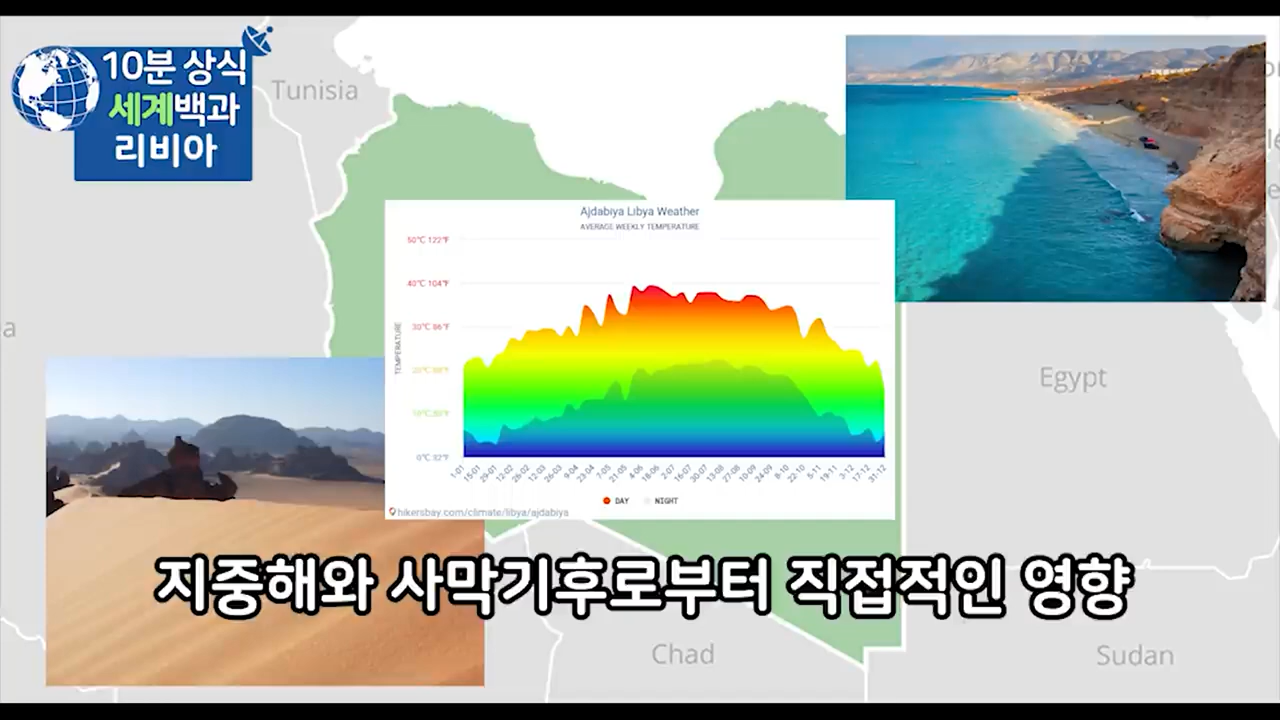 10분 상식
세계백과
리비아
Tunisia
Ajdabiya Libya Weather
AVERAGE WEEKLY TEMPERATURE
50℃ 122℉
40℃ 104℉
30℃ 86℉
20℃ 68℉
10℃ 50℉
0℃ 32℉
TEMPERATURE
1-01 15-01 29-01 12-02 26-02 12-03 26-03 9-04 23-04 7-05 21-05 4-06 18-06 2-07 16-07 30-07 13-08 27-08 10-09 24-09 8-10 22-10 5-11 19-11 3-12 17-12 31-12
DAY NIGHT
hikersbay.com/climate/libya/ajdabiya
Egypt
지중해와 사막기후로부터 직접적인 영향
Chad
Sudan